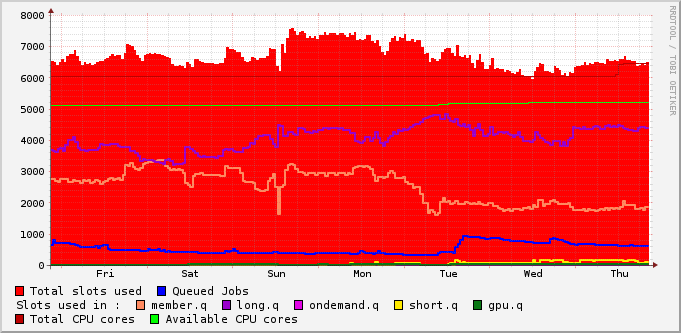 8000
7000
6000
5000
4000
3000
2000
1000
0
Fri Sat Sun Mon Tue Wed Thu
Total slots used Queued Jobs
Slots used in : member.q long.q ondemand.q short.q gpu.q
Total CPU cores Available CPU cores
RRDTOOL / TOBI OETIKER